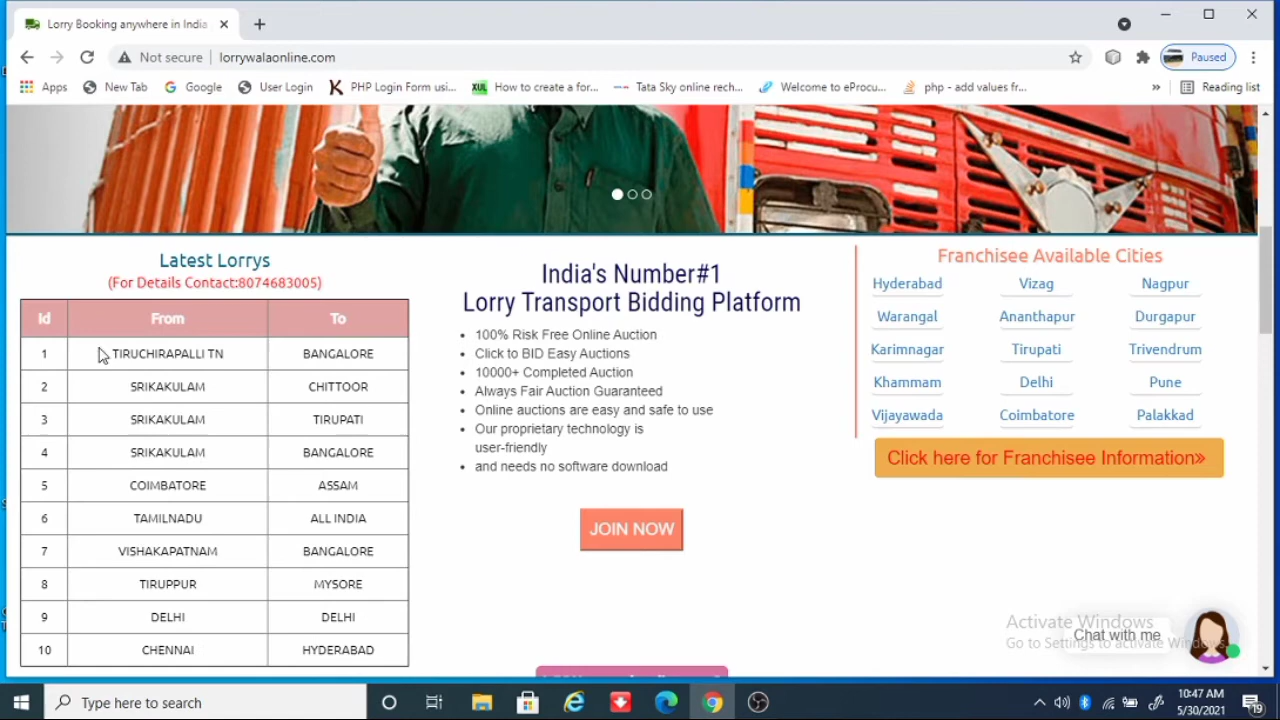 Lorry Booking anywhere in India
Not secure lorrywalaonline.com Paused
Apps New Tab Google User Login PHP Login Form usi... XUL How to create a for... Tata Sky online rech... Welcome to eProcu... php - add values fr... » Reading list
Latest Lorrys
(For Details Contact:8074683005)
Id From To
1 TIRUCHIRAPALLI TN BANGALORE
2 SRIKAKULAM CHITTOOR
3 SRIKAKULAM TIRUPATI
4 SRIKAKULAM BANGALORE
5 COIMBATORE ASSAM
6 TAMILNADU ALL INDIA
7 VISHAKAPATNAM BANGALORE
8 TIRUPPUR MYSORE
9 DELHI DELHI
10 CHENNAI HYDERABAD
India's Number#1
Lorry Transport Bidding Platform
• 100% Risk Free Online Auction
• Click to BID Easy Auctions
• 10000+ Completed Auction
• Always Fair Auction Guaranteed
• Online auctions are easy and safe to use
• Our proprietary technology is
user-friendly
• and needs no software download
JOIN NOW
Franchisee Available Cities
Hyderabad Vizag Nagpur
Warangal Ananthapur Durgapur
Karimnagar Tirupati Trivendrum
Khammam Delhi Pune
Vijayawada Coimbatore Palakkad
Click here for Franchisee Information»
Activate Windows
Go to Settings to activate Windows.
Chat with me
Type here to search
10:47 AM
5/30/2021
19